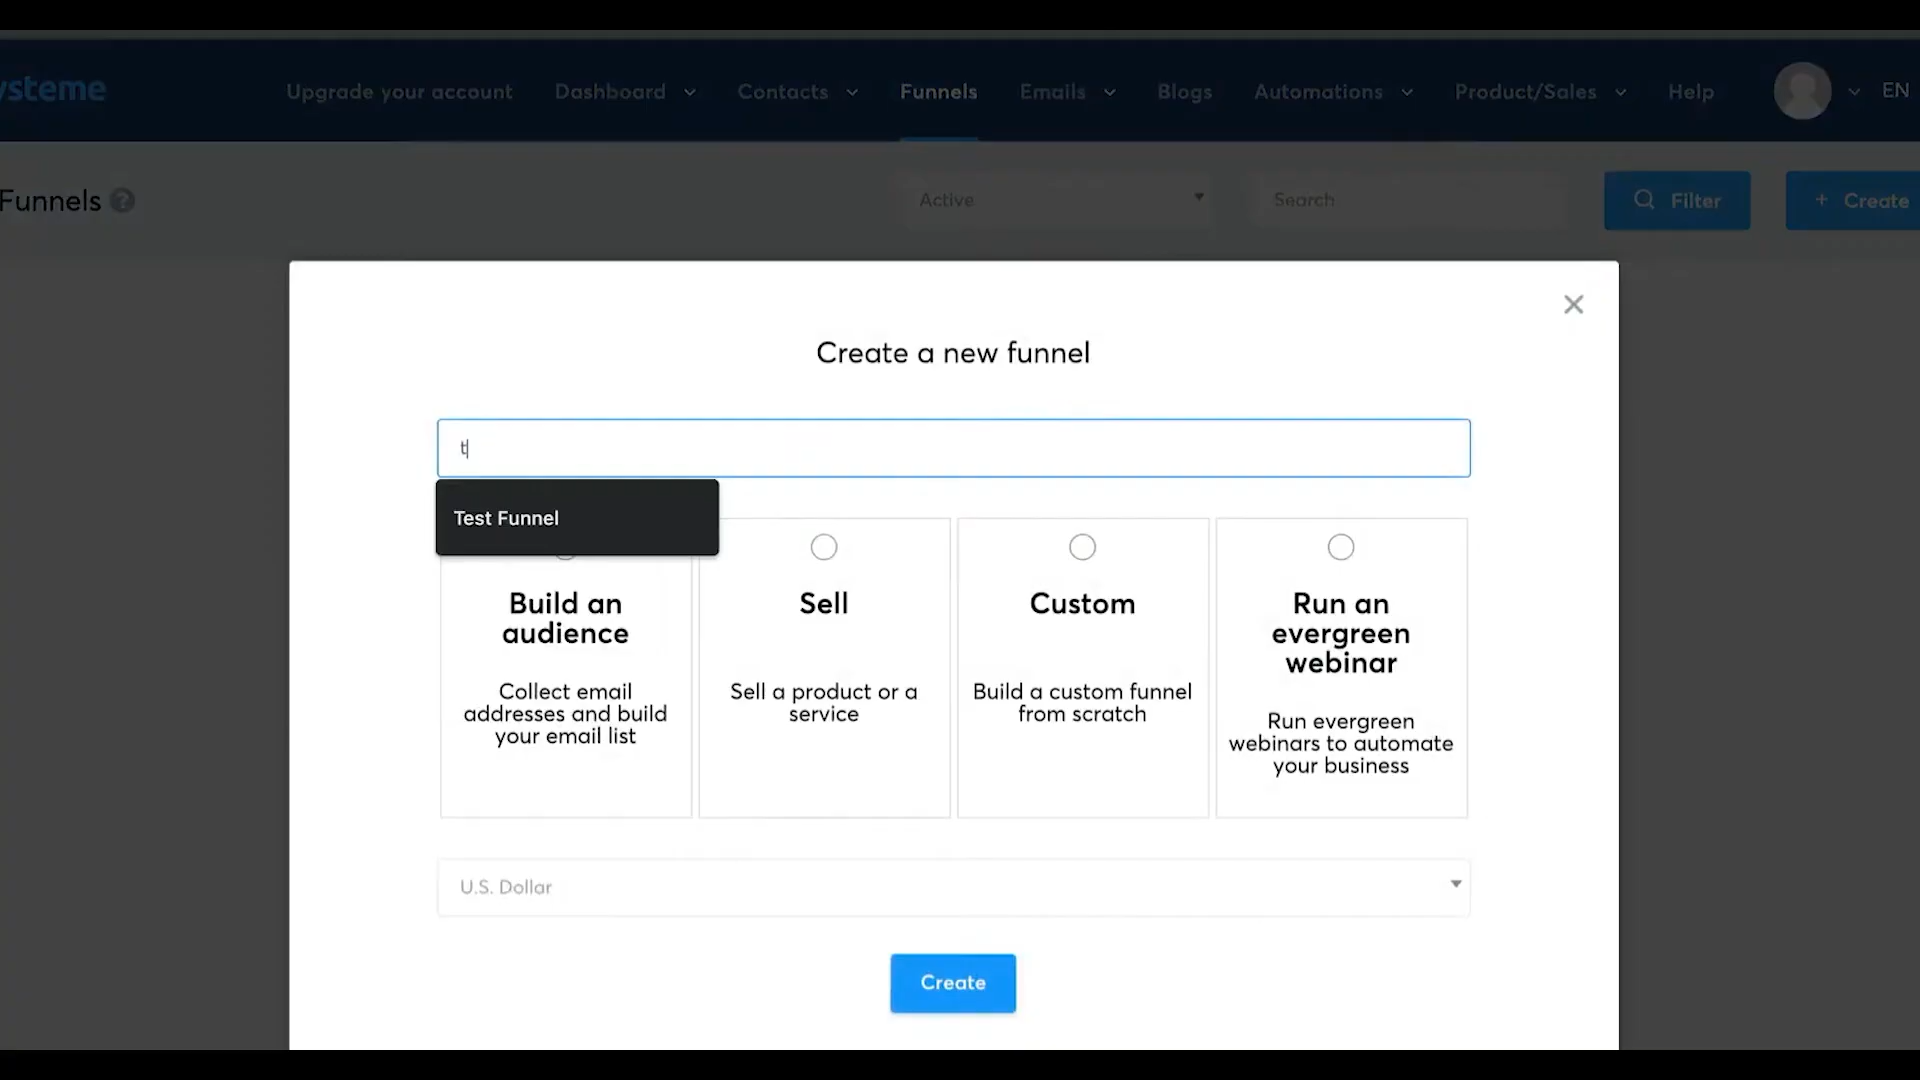 ysteme
Upgrade your account Dashboard Contacts Funnels Emails Blogs Automations Product/Sales Help EN
Funnels ? Active Search Filter + Create
Create a new funnel
t
Test Funnel
Build an
audience
Collect email
addresses and build
your email list
Sell
Sell a product or a
service
Custom
Build a custom funnel
from scratch
Run an
evergreen
webinar
Run evergreen
webinars to automate
your business
U.S. Dollar
Create